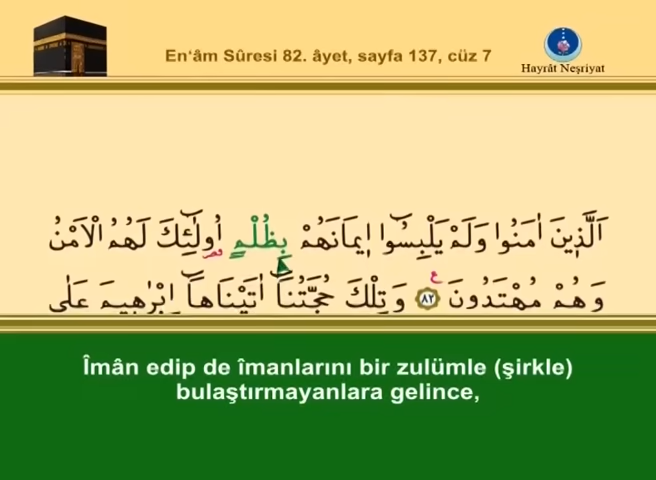 En‘âm Sûresi 82. âyet, sayfa 137, cüz 7
Hayrât Neşriyat
اَلَّذ۪ينَ اٰمَنُوا وَلَمْ يَلْبِسُٓوا ا۪يمَانَهُمْ بِظُلْمٍ اُو۬لٰٓئِكَ لَهُمُ الْاَمْنُ
وَهُمْ مُهْتَدُونَ ﴿٨٢﴾ ع وَتِلْكَ حُجَّتُنَٓا اٰتَيْنَاهَٓا اِبْرٰه۪يمَ عَلٰى
Îmân edip de îmanlarını bir zulümle (şirkle)
bulaştırmayanlara gelince,